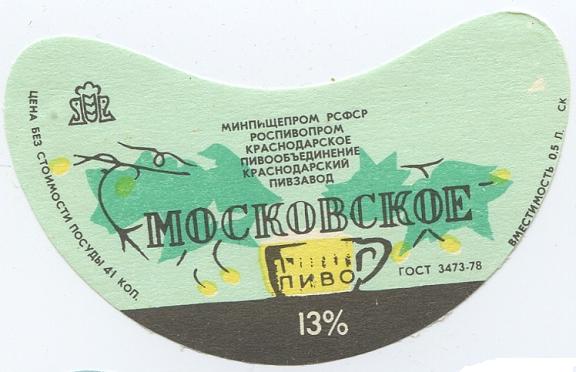 МИНПИЩЕПРОМ РСФСР
РОСПИВОПРОМ
КРАСНОДАРСКОЕ
ПИВООБЪЕДИНЕНИЕ
КРАСНОДАРСКИЙ
ПИВЗАВОД
ЦЕНА БЕЗ СТОИМОСТИ ПОСУДЫ 41 КОП.
МОСКОВСКОЕ
ПИВО
ГОСТ 3473-78
ВМЕСТИМОСТЬ 0,5 Л. СК
13%